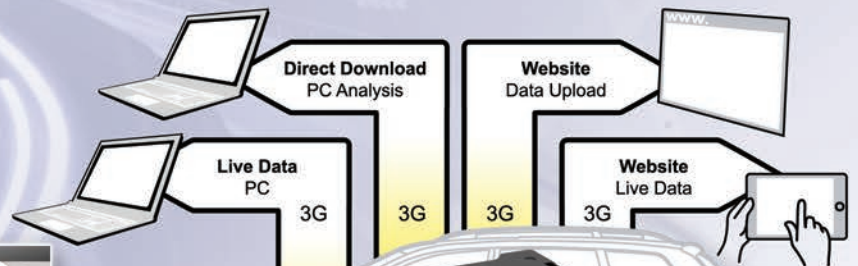 www.
Direct Download
PC Analysis
Website
Data Upload
Live Data
PC
Website
Live Data
3G
3G
3G
3G